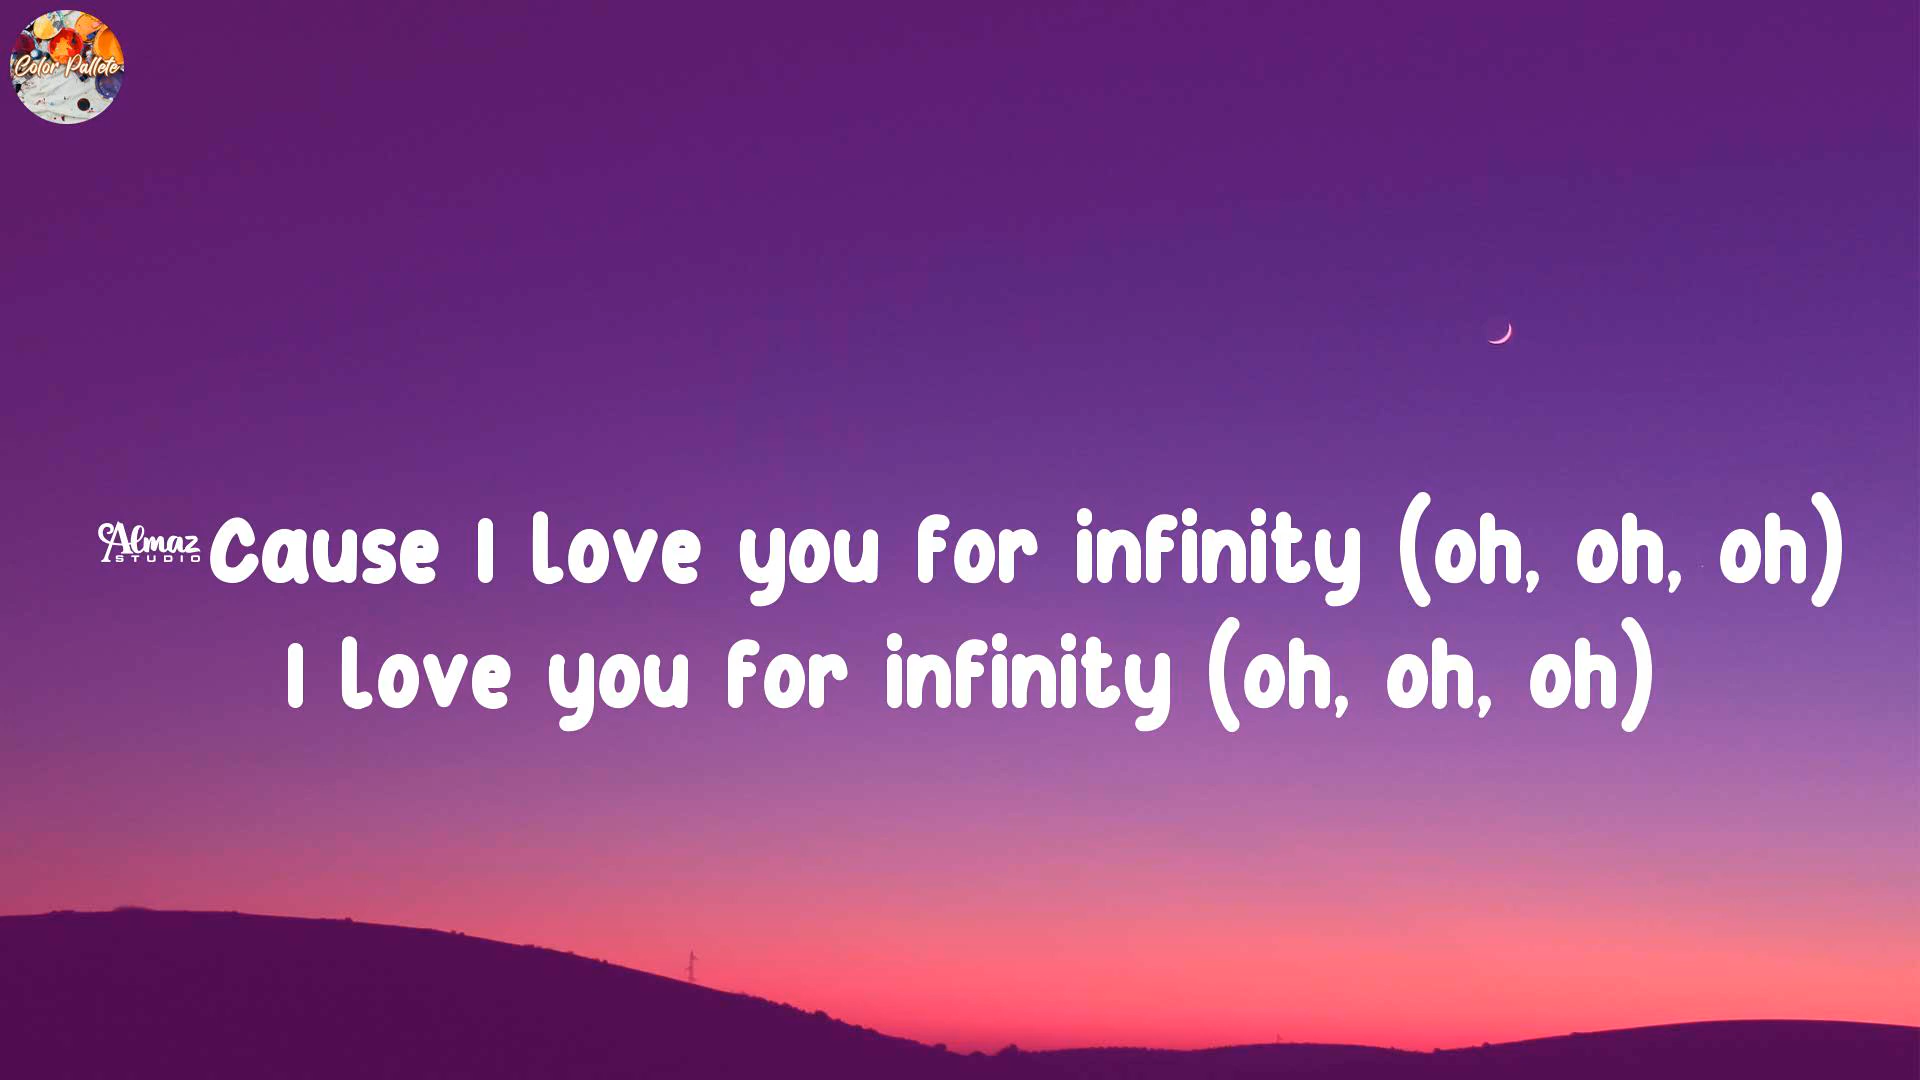 Color Pallete
Almaz
STUDIO
Cause I love you for infinity (oh, oh, oh)
I love you for infinity (oh, oh, oh)